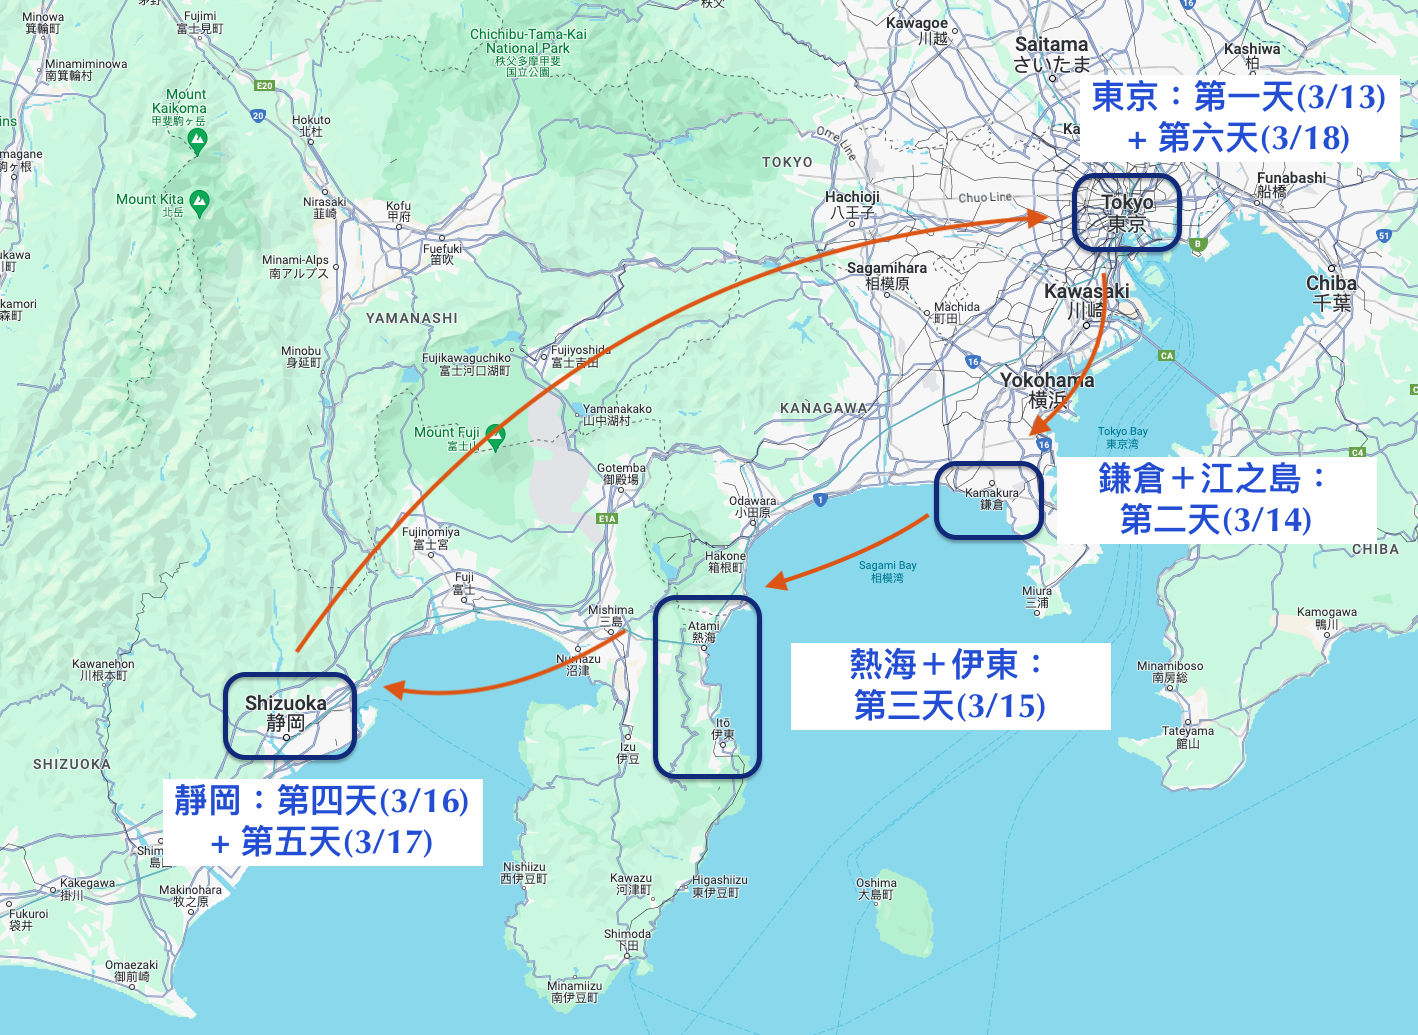 東京：第一天(3/13)
+ 第六天(3/18)
鎌倉＋江之島：
第二天(3/14)
熱海＋伊東：
第三天(3/15)
靜岡：第四天(3/16)
+ 第五天(3/17)
Minowa
箕輪町
Fujimi
富士見町
Minamiminowa
南箕輪村
Chichibu-Tama-Kai
National Park
秩父多摩甲斐
国立公園
秩父
Kawagoe
川越
Saitama
さいたま
Kashiwa
柏
16
E20
20
Mount
Kaikoma
甲斐駒ヶ岳
Hokuto
北杜
Mount Kita
北岳
Nirasaki
韮崎
Kofu
甲府
Fuefuki
笛吹
Minami-Alps
南アルプス
TOKYO
Ome Line
Hachioji
八王子
Chuo Line
Tokyo
東京
Funabashi
船橋
B
51
Sagamihara
相模原
Kawasaki
川崎
Chiba
千葉
Machida
町田
YAMANASHI
Minobu
身延町
Fujikawaguchiko
富士河口湖町
Fujiyoshida
富士吉田
16
CA
Yokohama
横浜
KANAGAWA
Yamanakako
山中湖村
Mount Fuji
富士山
Tokyo Bay
東京湾
16
C4
Gotemba
御殿場
Odawara
小田原
1
Kamakura
鎌倉
E1A
Fujinomiya
富士宮
Hakone
箱根町
Sagami Bay
相模湾
CHIBA
Fuji
富士
Mishima
三島
Atami
熱海
Miura
三浦
Kamogawa
鴨川
Kawanehon
川根本町
Numazu
沼津
Minamiboso
南房総
Shizuoka
静岡
Itō
伊東
Izu
伊豆
Tateyama
館山
SHIZUOKA
Kakegawa
掛川
Makinohara
牧之原
Fukuroi
袋井
Nishiizu
西伊豆町
Kawazu
河津町
Higashiizu
東伊豆町
Oshima
大島町
Shimoda
下田
Omaezaki
御前崎
Minamiizu
南伊豆町